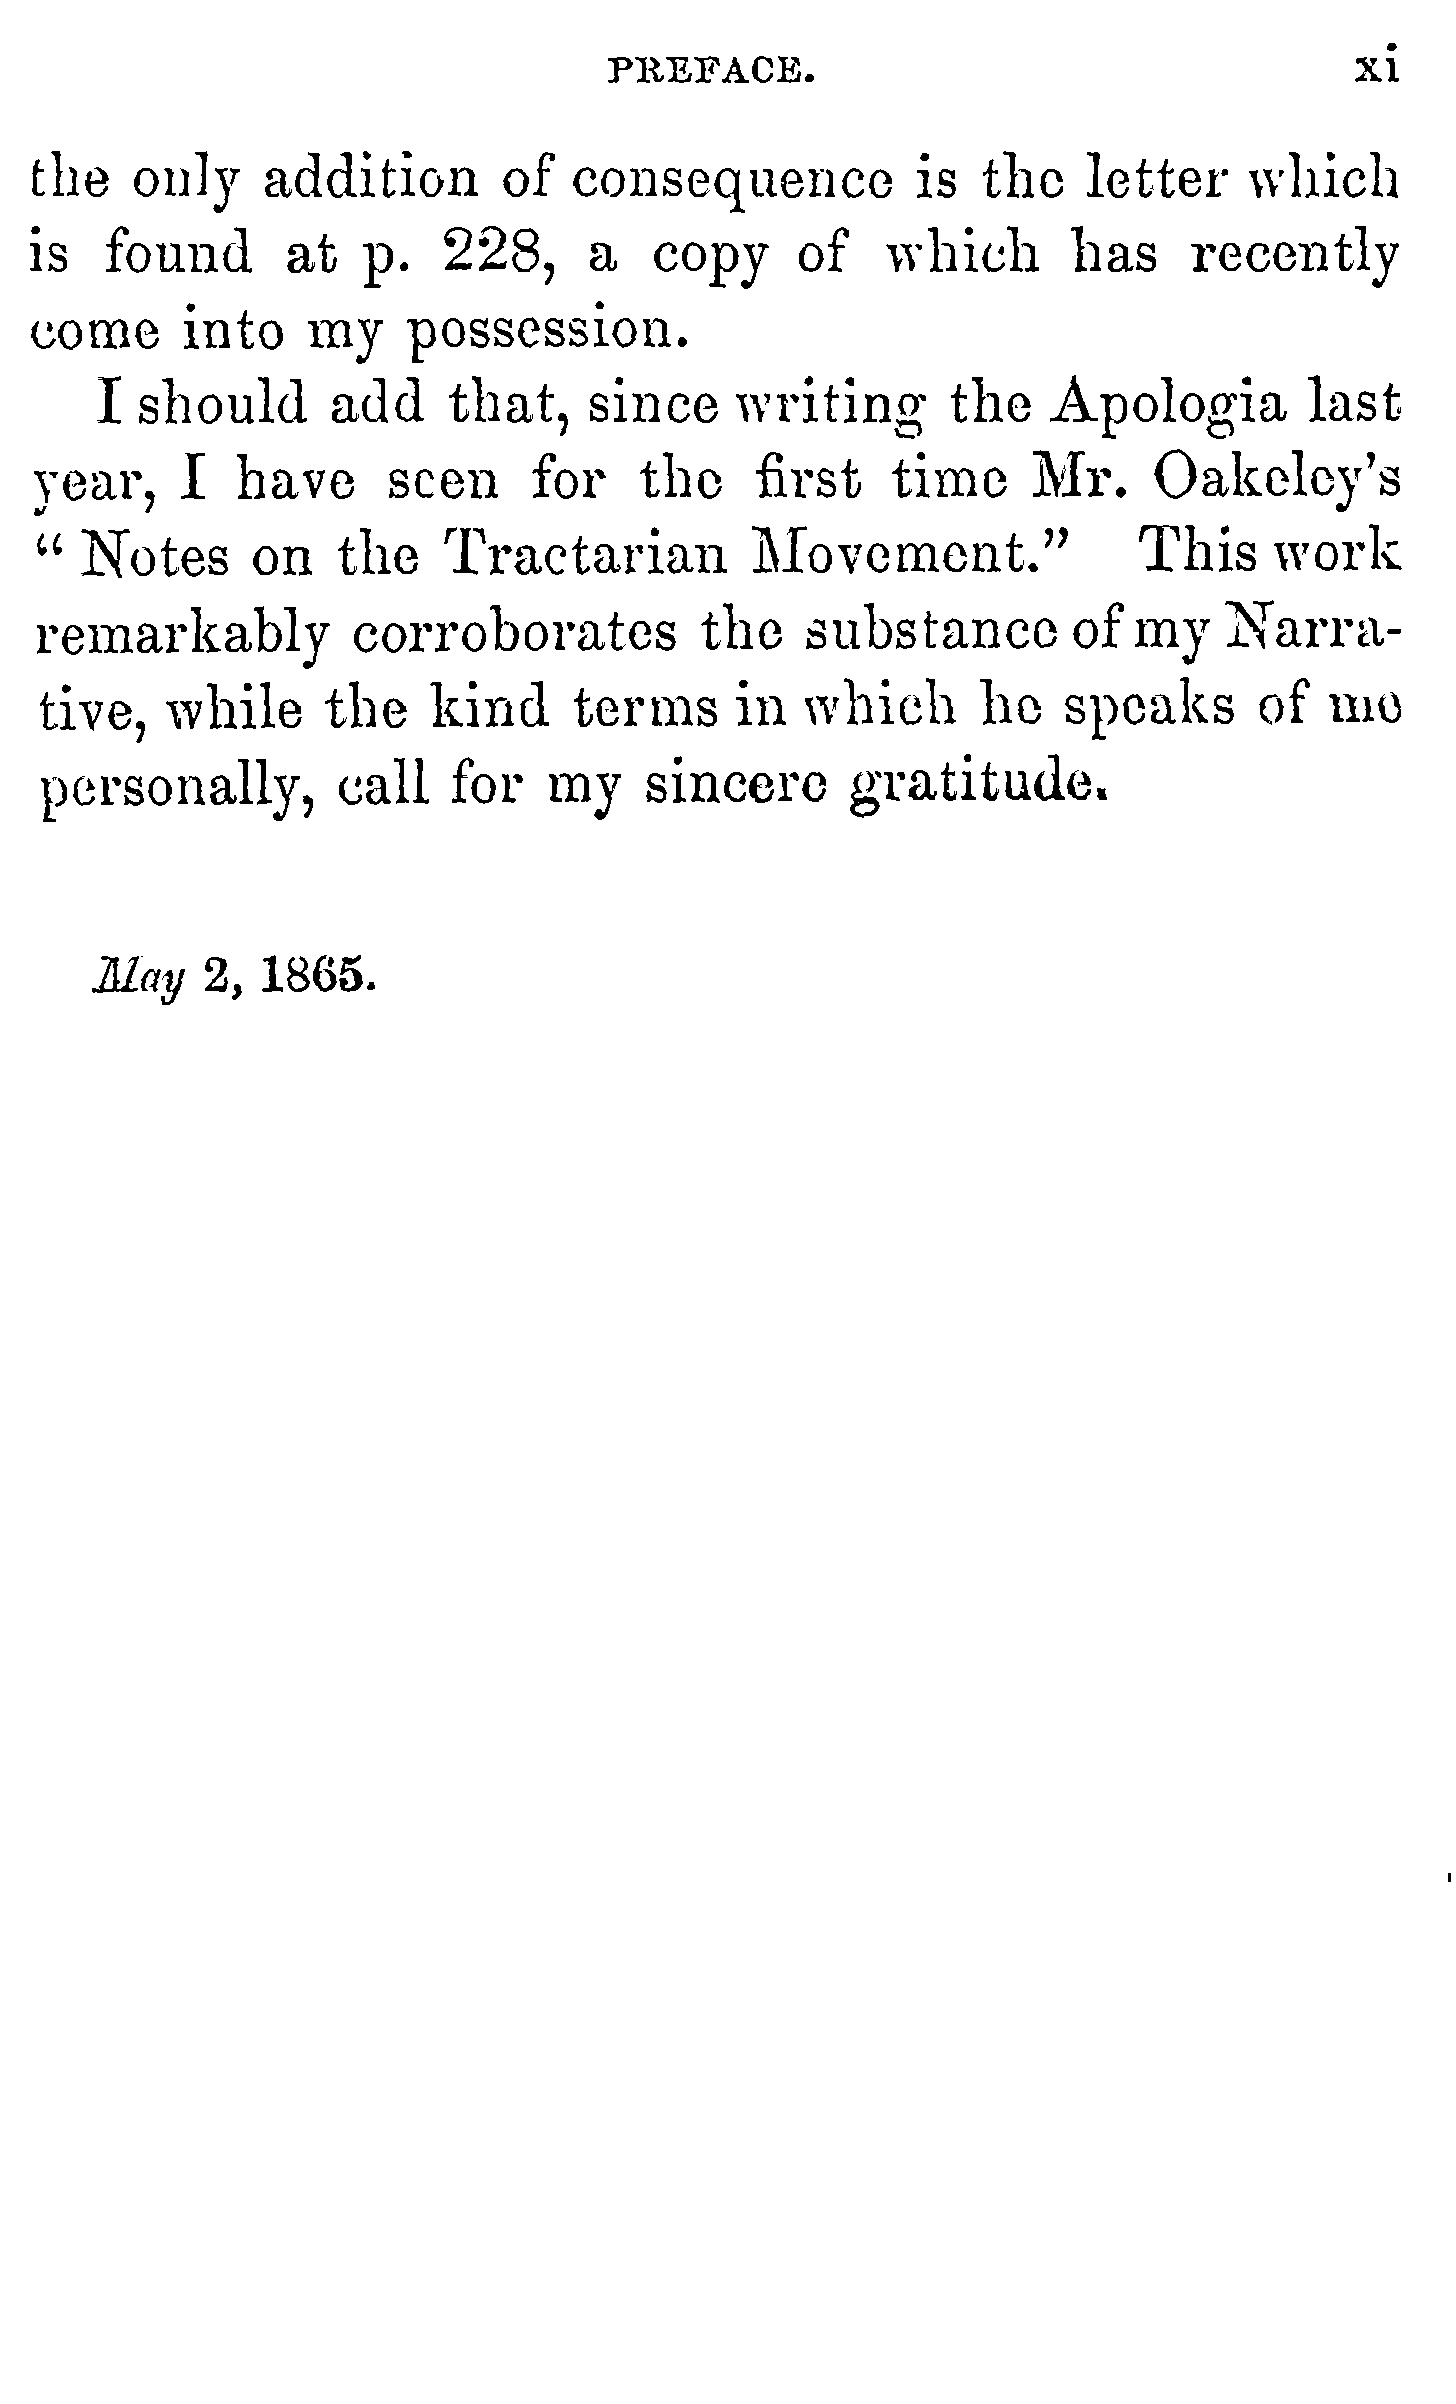 PREFACE. xi
the only addition of consequence is the letter which
is found at p. 228, a copy of which has recently
come into my possession.
I should add that, since writing the Apologia last
year, I have seen for the first time Mr. Oakeley's
“ Notes on the Tractarian Movement.” This work
remarkably corroborates the substance of my Narra-
tive, while the kind terms in which he speaks of me
personally, call for my sincere gratitude.
May 2, 1865.